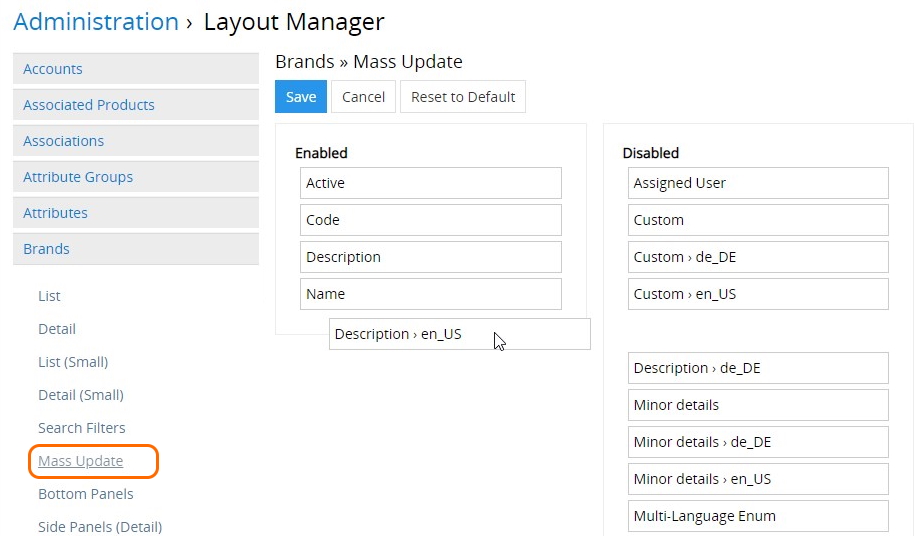 Administration › Layout Manager
Accounts
Associated Products
Associations
Attribute Groups
Attributes
Brands
List
Detail
List (Small)
Detail (Small)
Search Filters
Mass Update
Bottom Panels
Side Panels (Detail)
Brands » Mass Update
Save
Cancel
Reset to Default
Enabled
Active
Code
Description
Name
Description › en_US
Disabled
Assigned User
Custom
Custom › de_DE
Custom › en_US
Description › de_DE
Minor details
Minor details › de_DE
Minor details › en_US
Multi-Language Enum